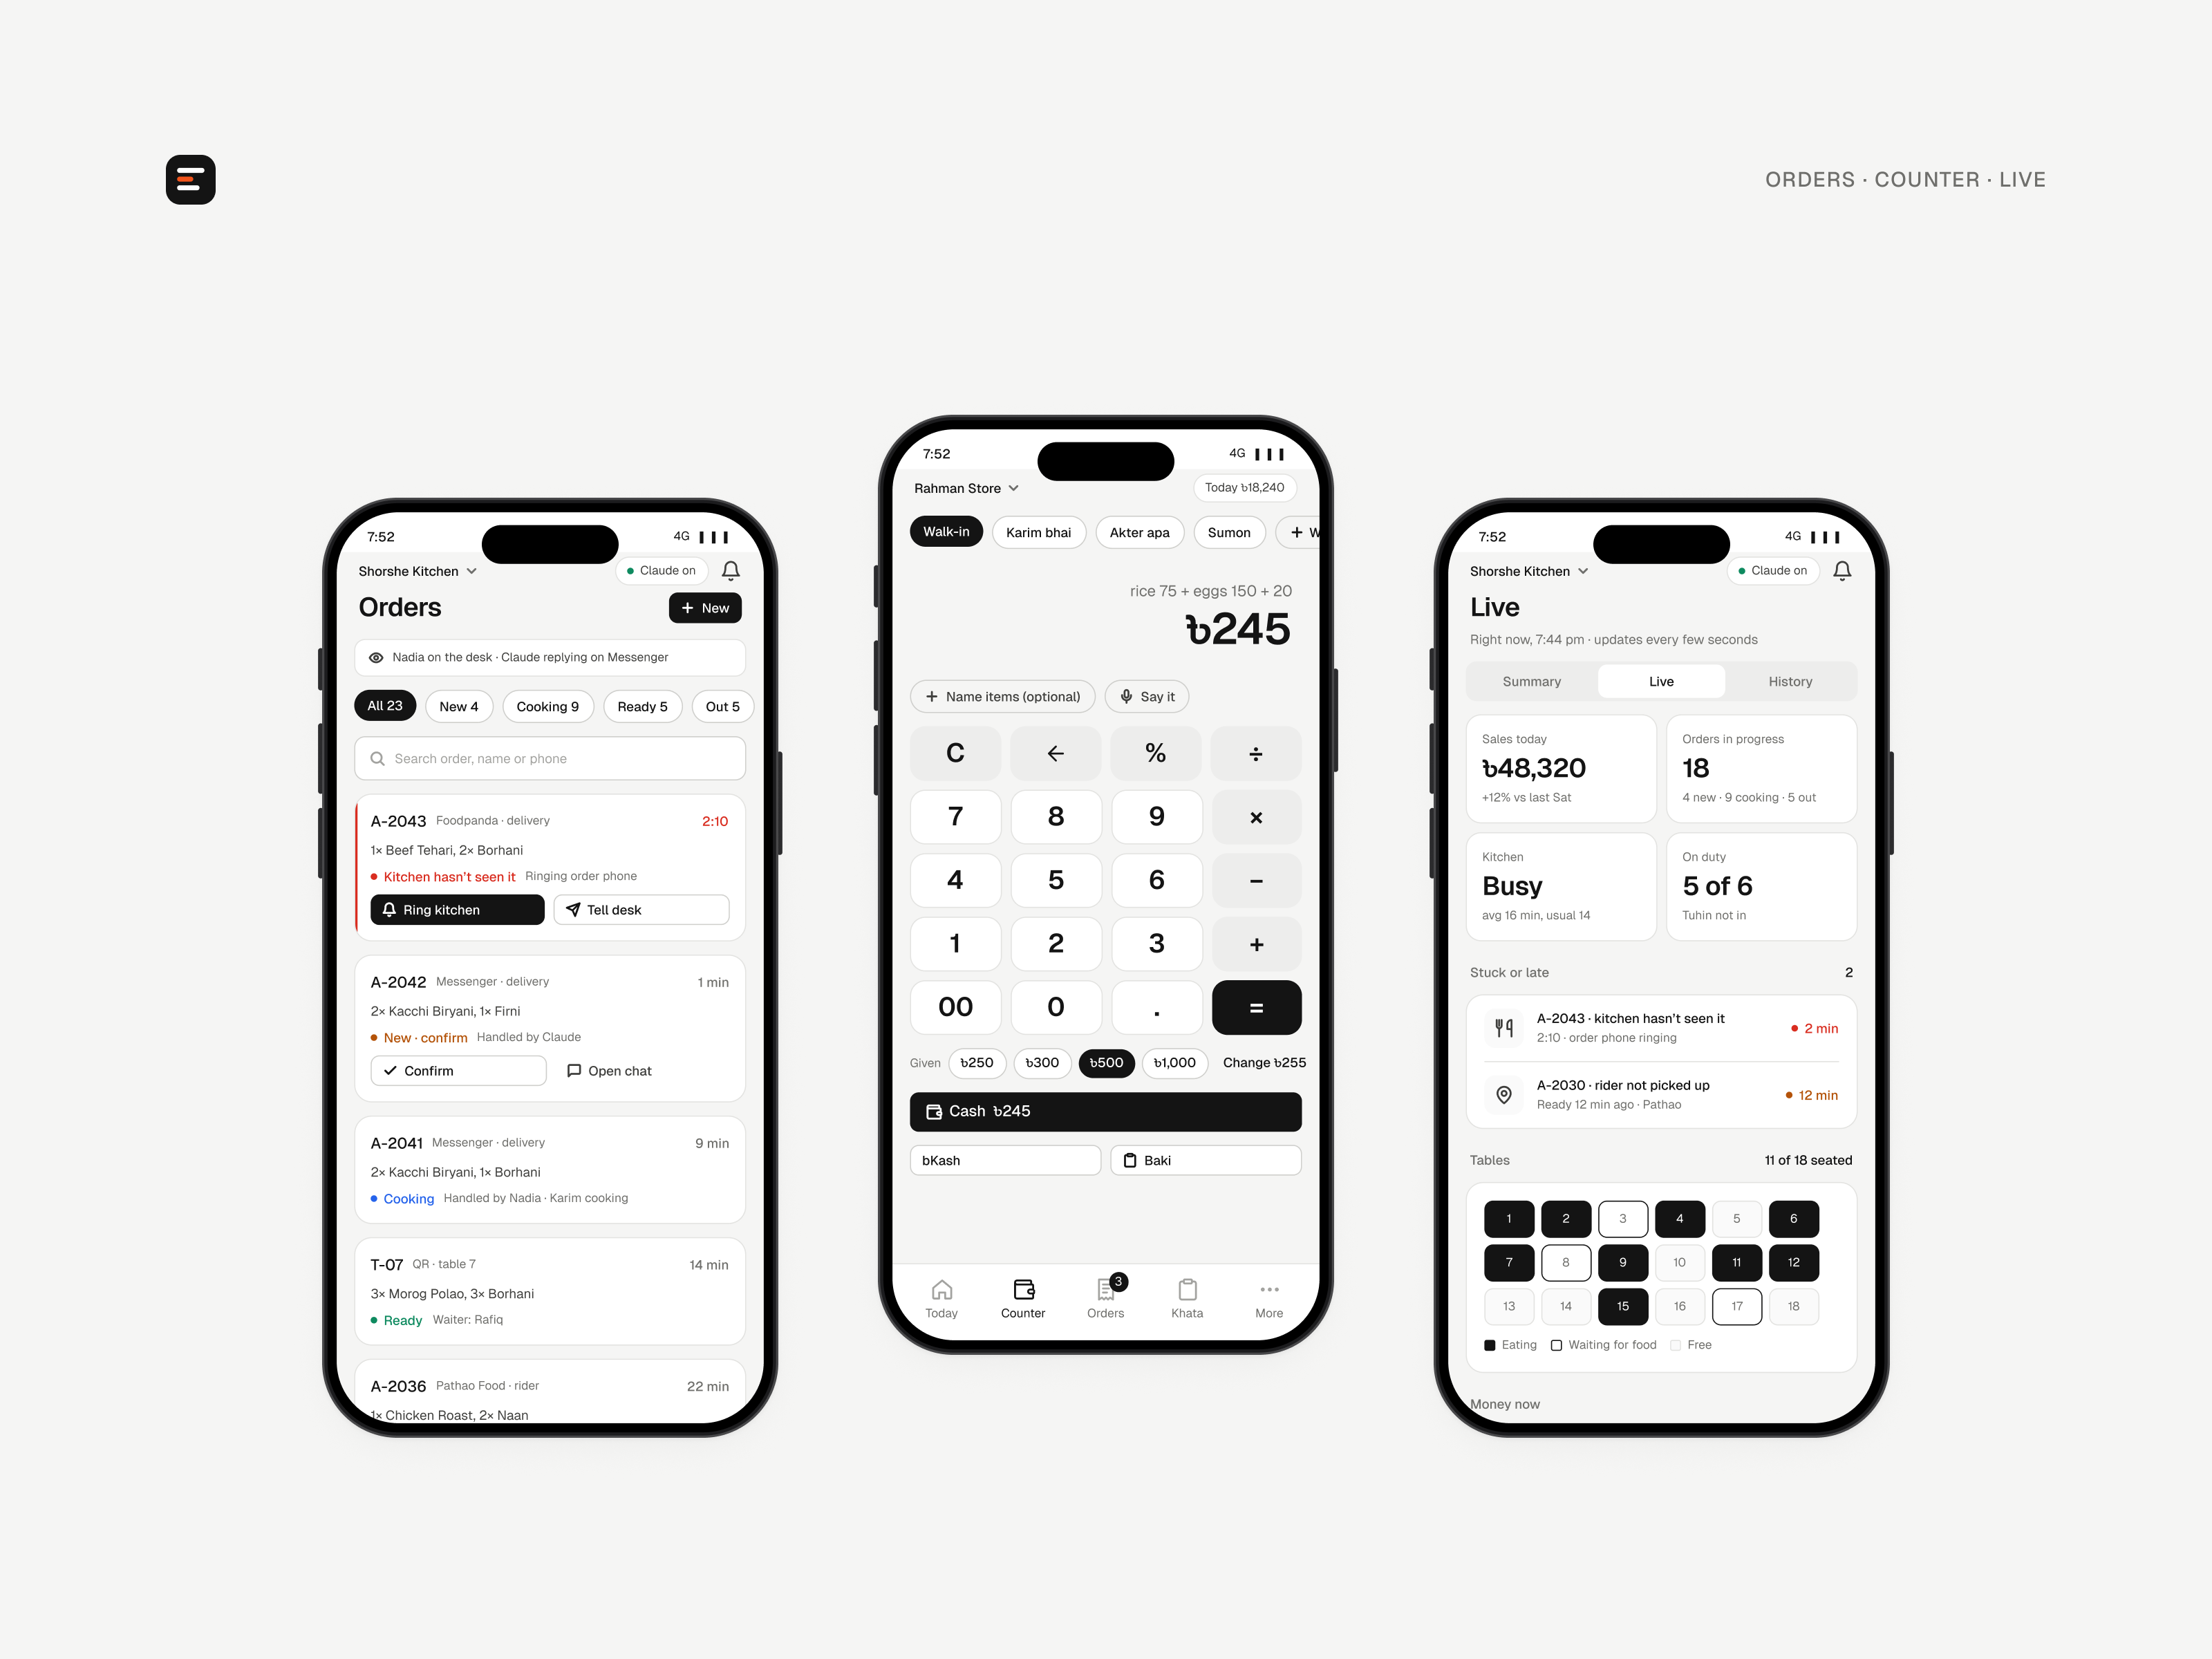 ORDERS · COUNTER · LIVE
7:52
4G
Shorshe Kitchen
Claude on
Orders
+ New
Nadia on the desk · Claude replying on Messenger
All 23
New 4
Cooking 9
Ready 5
Out 5
Search order, name or phone
A-2043 Foodpanda · delivery 2:10
1× Beef Tehari, 2× Borhani
Kitchen hasn’t seen it Ringing order phone
Ring kitchen
Tell desk
A-2042 Messenger · delivery 1 min
2× Kacchi Biryani, 1× Firni
New · confirm Handled by Claude
Confirm
Open chat
A-2041 Messenger · delivery 9 min
2× Kacchi Biryani, 1× Borhani
Cooking Handled by Nadia · Karim cooking
T-07 QR · table 7 14 min
3× Morog Polao, 3× Borhani
Ready Waiter: Rafiq
A-2036 Pathao Food · rider 22 min
1× Chicken Roast, 2× Naan
7:52
4G
Rahman Store
Today ৳18,240
Walk-in
Karim bhai
Akter apa
Sumon
+ W
rice 75 + eggs 150 + 20
৳245
+ Name items (optional)
Say it
C ← % ÷
7 8 9 ×
4 5 6 −
1 2 3 +
00 0 . =
Given ৳250 ৳300 ৳500 ৳1,000 Change ৳255
Cash ৳245
bKash
Baki
3
Today
Counter
Orders
Khata
More
7:52
4G
Shorshe Kitchen
Claude on
Live
Right now, 7:44 pm · updates every few seconds
Summary
Live
History
Sales today
৳48,320
+12% vs last Sat
Orders in progress
18
4 new · 9 cooking · 5 out
Kitchen
Busy
avg 16 min, usual 14
On duty
5 of 6
Tuhin not in
Stuck or late 2
A-2043 · kitchen hasn’t seen it
2:10 · order phone ringing
2 min
A-2030 · rider not picked up
Ready 12 min ago · Pathao
12 min
Tables 11 of 18 seated
1 2 3 4 5 6
7 8 9 10 11 12
13 14 15 16 17 18
Eating Waiting for food Free
Money now